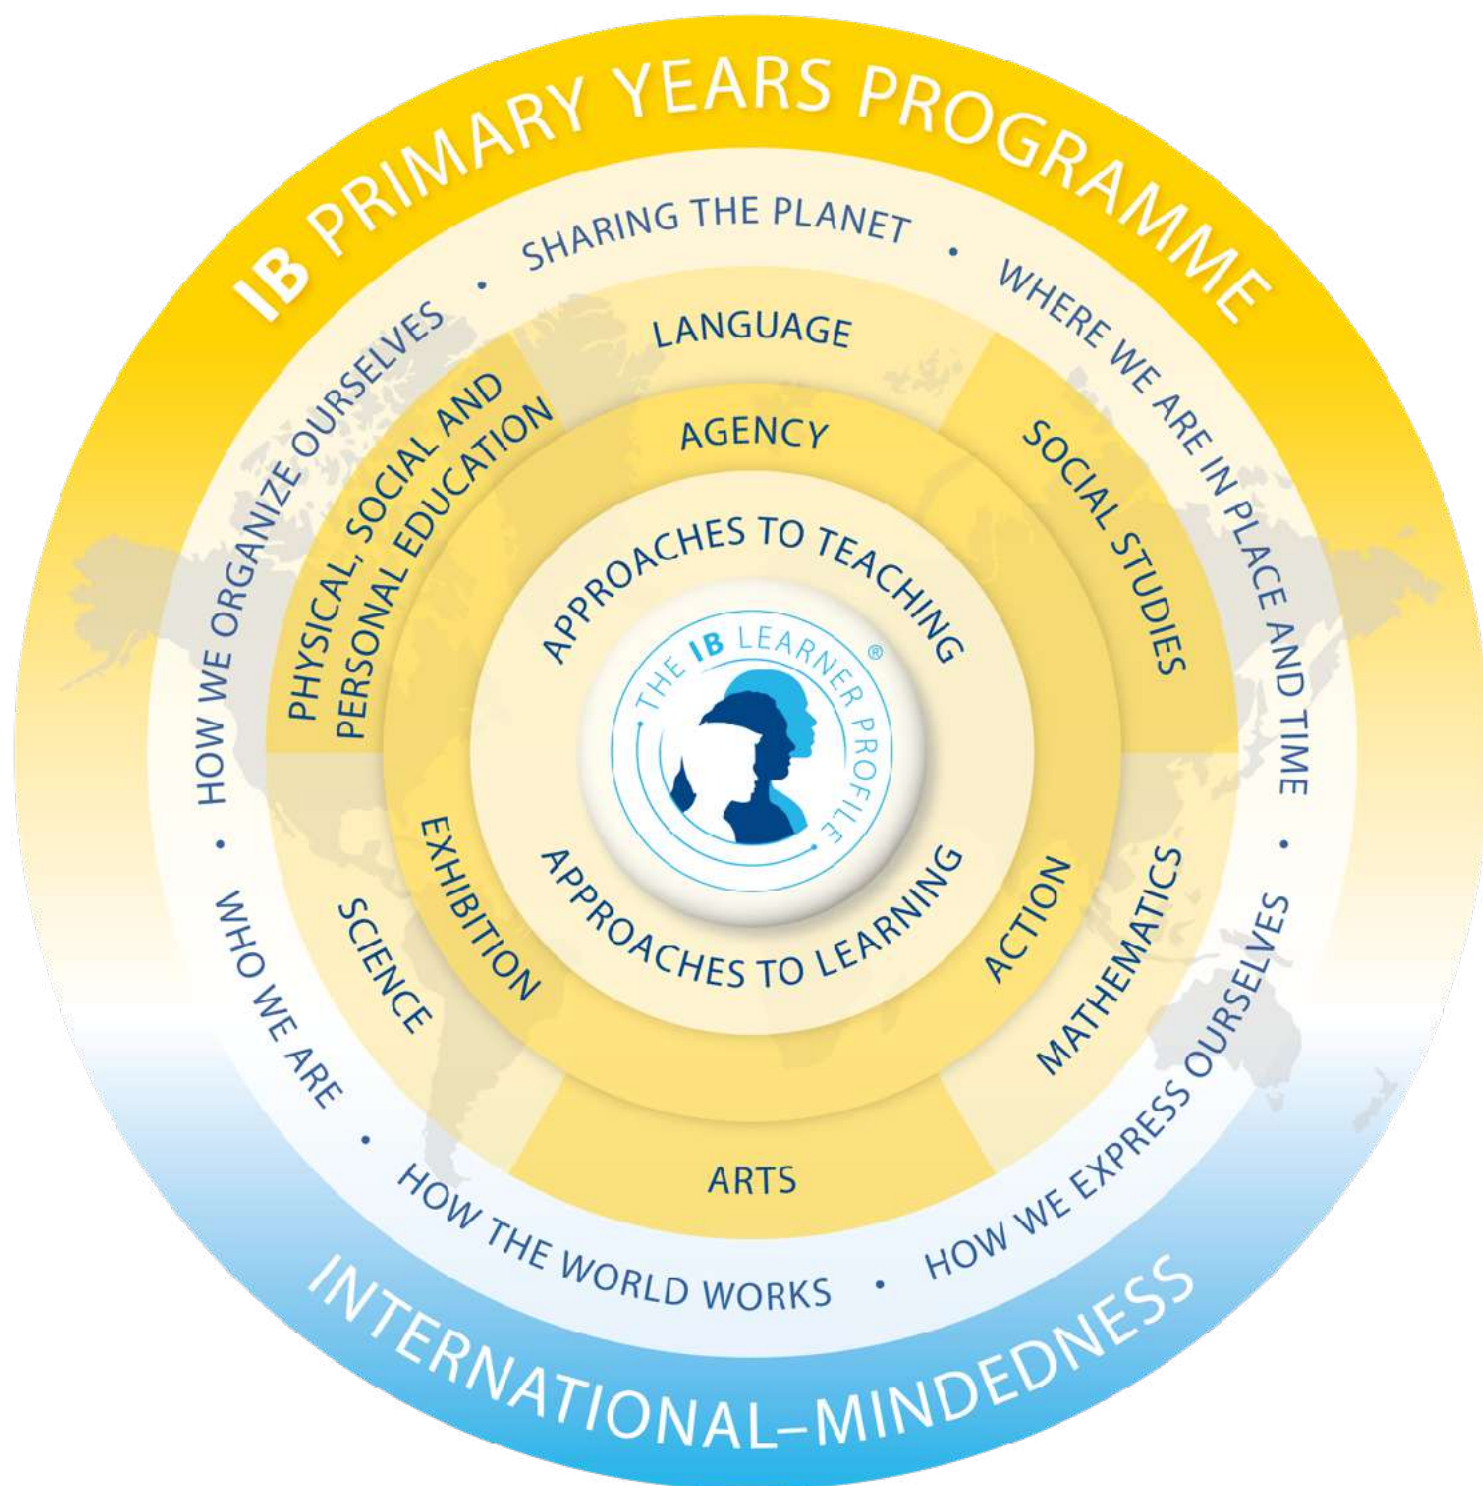 IB PRIMARY YEARS PROGRAMME
SHARING THE PLANET
•
WHERE WE ARE IN PLACE AND TIME
•
HOW WE EXPRESS OURSELVES
•
HOW THE WORLD WORKS
•
WHO WE ARE
•
HOW WE ORGANIZE OURSELVES
•
LANGUAGE
SOCIAL STUDIES
MATHEMATICS
ARTS
SCIENCE
PHYSICAL, SOCIAL AND
PERSONAL EDUCATION
AGENCY
ACTION
EXHIBITION
APPROACHES TO TEACHING
THE IB LEARNER PROFILE
®
APPROACHES TO LEARNING
INTERNATIONAL–MINDEDNESS